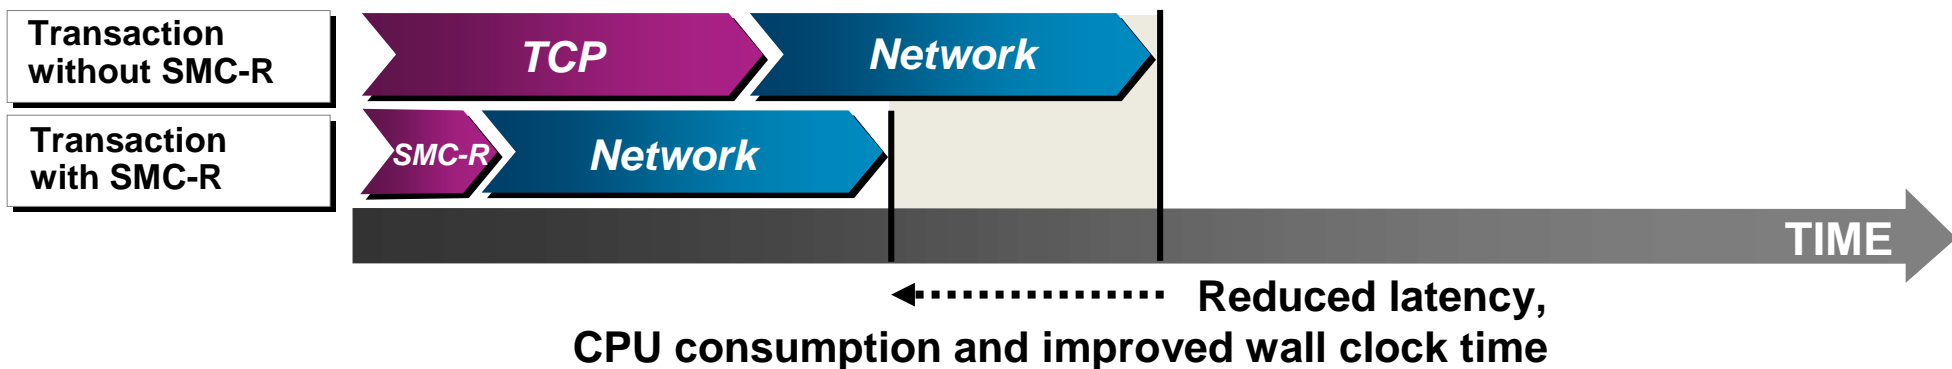 Transaction
without SMC-R
TCP
Network
Transaction
with SMC-R
SMC-R
Network
TIME
Reduced latency,
CPU consumption and improved wall clock time